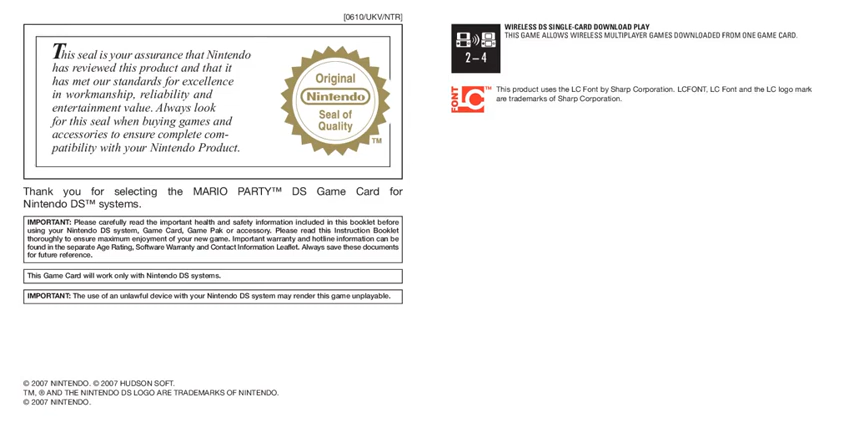 [0610/UKV/NTR]
This seal is your assurance that Nintendo
has reviewed this product and that it
has met our standards for excellence
in workmanship, reliability and
entertainment value. Always look
for this seal when buying games and
accessories to ensure complete com-
patibility with your Nintendo Product.
Original
Nintendo
Seal of
Quality
TM
Thank you for selecting the MARIO PARTY™ DS Game Card for
Nintendo DS™ systems.
IMPORTANT: Please carefully read the important health and safety information included in this booklet before
using your Nintendo DS system, Game Card, Game Pak or accessory. Please read this Instruction Booklet
thoroughly to ensure maximum enjoyment of your new game. Important warranty and hotline information can be
found in the separate Age Rating, Software Warranty and Contact Information Leaflet. Always save these documents
for future reference.
This Game Card will work only with Nintendo DS systems.
IMPORTANT: The use of an unlawful device with your Nintendo DS system may render this game unplayable.
© 2007 NINTENDO. © 2007 HUDSON SOFT.
TM, ® AND THE NINTENDO DS LOGO ARE TRADEMARKS OF NINTENDO.
© 2007 NINTENDO.
2 – 4
WIRELESS DS SINGLE-CARD DOWNLOAD PLAY
THIS GAME ALLOWS WIRELESS MULTIPLAYER GAMES DOWNLOADED FROM ONE GAME CARD.
FONT
LC
™
This product uses the LC Font by Sharp Corporation. LCFONT, LC Font and the LC logo mark
are trademarks of Sharp Corporation.